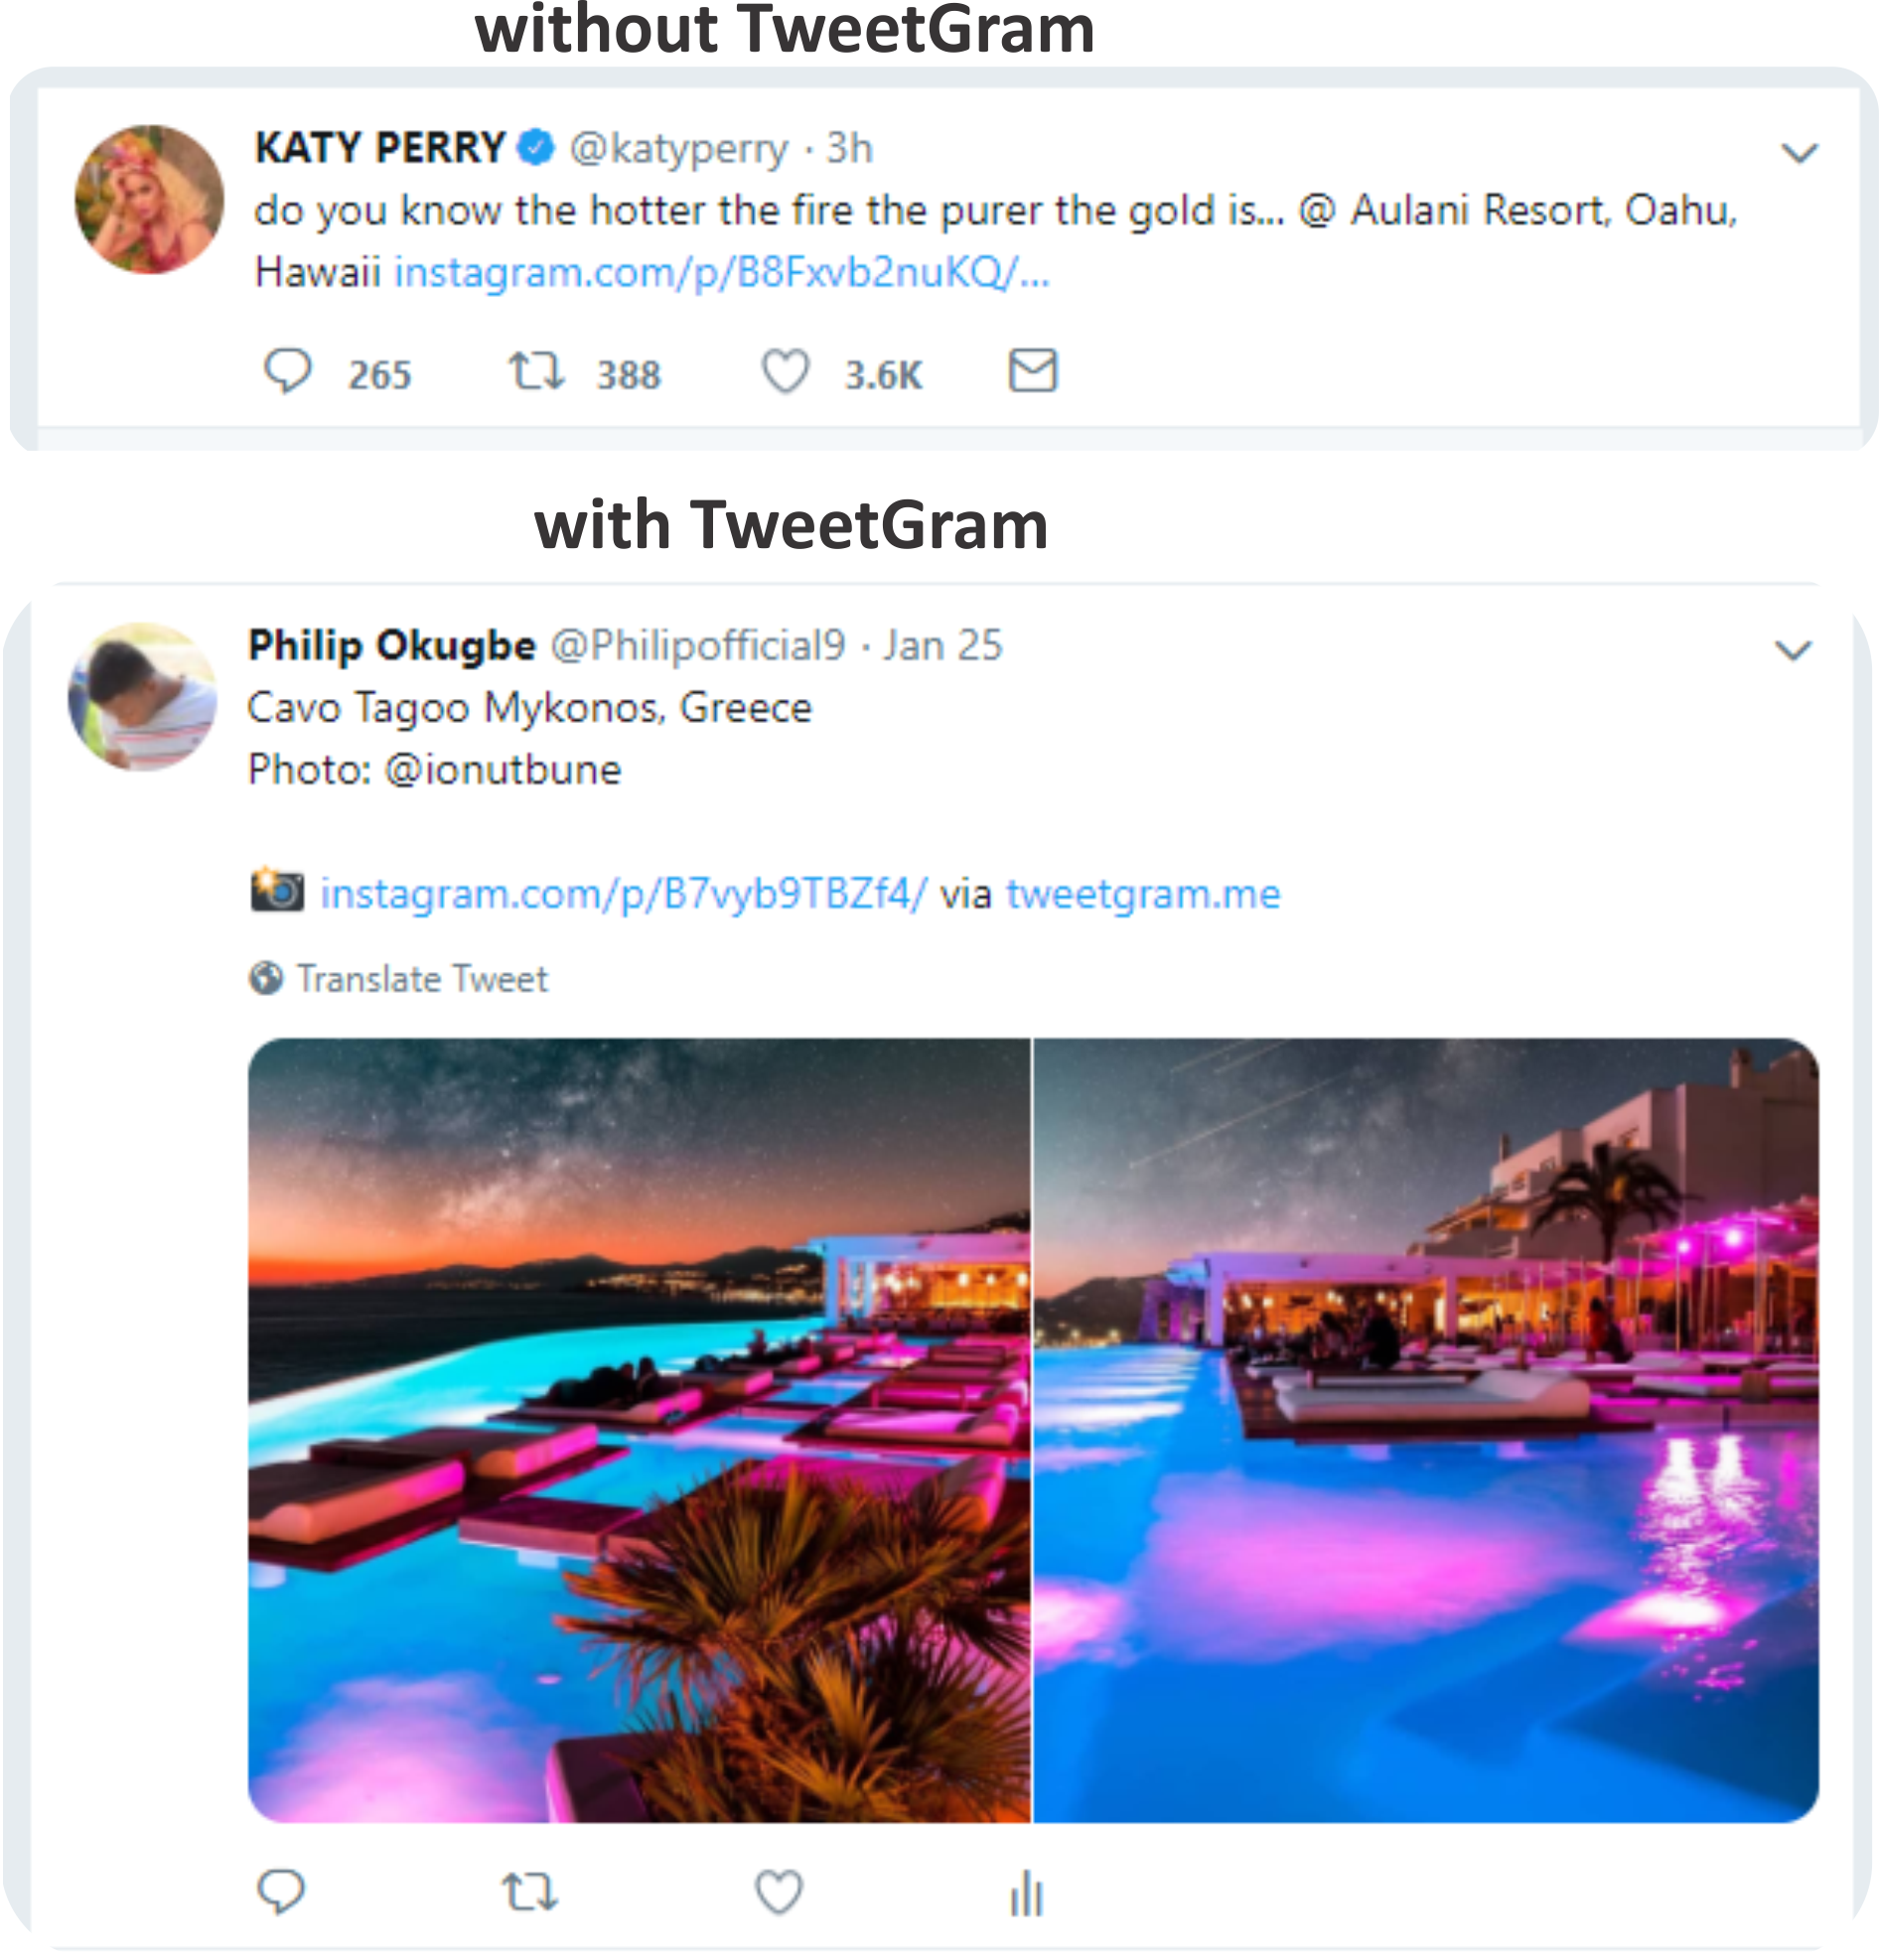 without TweetGram
KATY PERRY @katyperry · 3h
do you know the hotter the fire the purer the gold is... @ Aulani Resort, Oahu,
Hawaii instagram.com/p/B8Fxvb2nuKQ/...
265 388 3.6K
with TweetGram
Philip Okugbe @Philipofficial9 · Jan 25
Cavo Tagoo Mykonos, Greece
Photo: @ionutbune
instagram.com/p/B7vyb9TBZf4/ via tweetgram.me
Translate Tweet